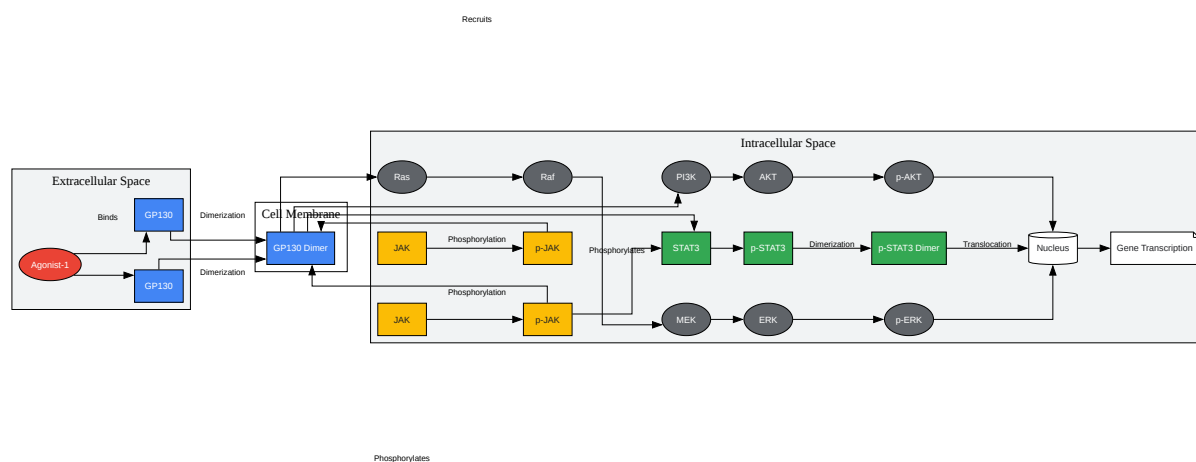 Recruits
Intracellular Space
Extracellular Space
Ras
Raf
PI3K
AKT
p-AKT
GP130
Binds
Dimerization
Cell Membrane
Phosphorylation
GP130 Dimer
JAK
p-JAK
Phosphorylates
STAT3
p-STAT3
Dimerization
p-STAT3 Dimer
Translocation
Nucleus
Gene Transcription
Agonist-1
Dimerization
GP130
Phosphorylation
JAK
p-JAK
MEK
ERK
p-ERK
Phosphorylates